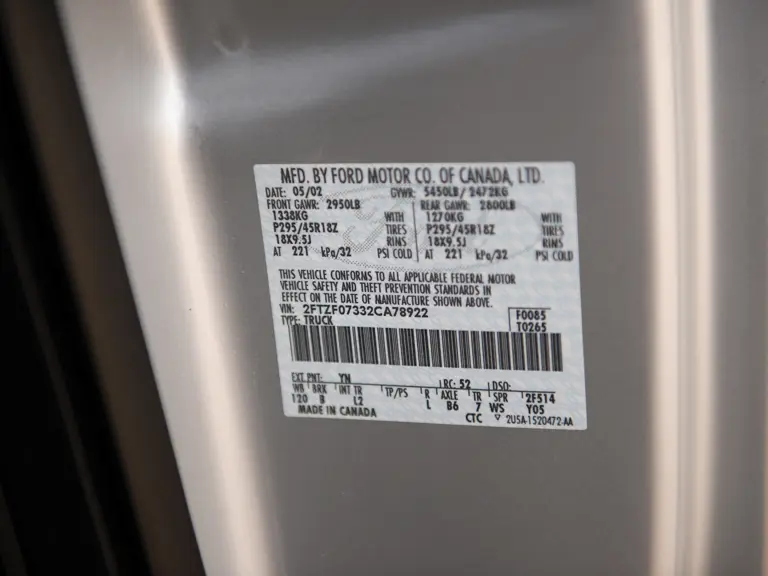 MFD. BY FORD MOTOR CO. OF CANADA, LTD.
DATE: 05/02 GVWR: 5450LB/ 2472KG
FRONT GAWR: 2950LB REAR GAWR: 2800LB
1338KG WITH 1270KG WITH
P295/45R18Z TIRES P295/45R18Z TIRES
18X9.5J RIMS 18X9.5J RIMS
AT 221 kPa/32 PSI COLD AT 221 kPa/32 PSI COLD
THIS VEHICLE CONFORMS TO ALL APPLICABLE FEDERAL MOTOR
VEHICLE SAFETY AND THEFT PREVENTION STANDARDS IN
EFFECT ON THE DATE OF MANUFACTURE SHOWN ABOVE.
VIN: 2FTZF07332CA78922 F0085
TYPE: TRUCK T0265
EXT PNT: YN RC: 52 DSO:
WB BRK INT TR TP/PS R AXLE TR SPR 2F514
120 B L2 L B6 7 WS Y05
MADE IN CANADA CTC 2U5A-1520472-AA